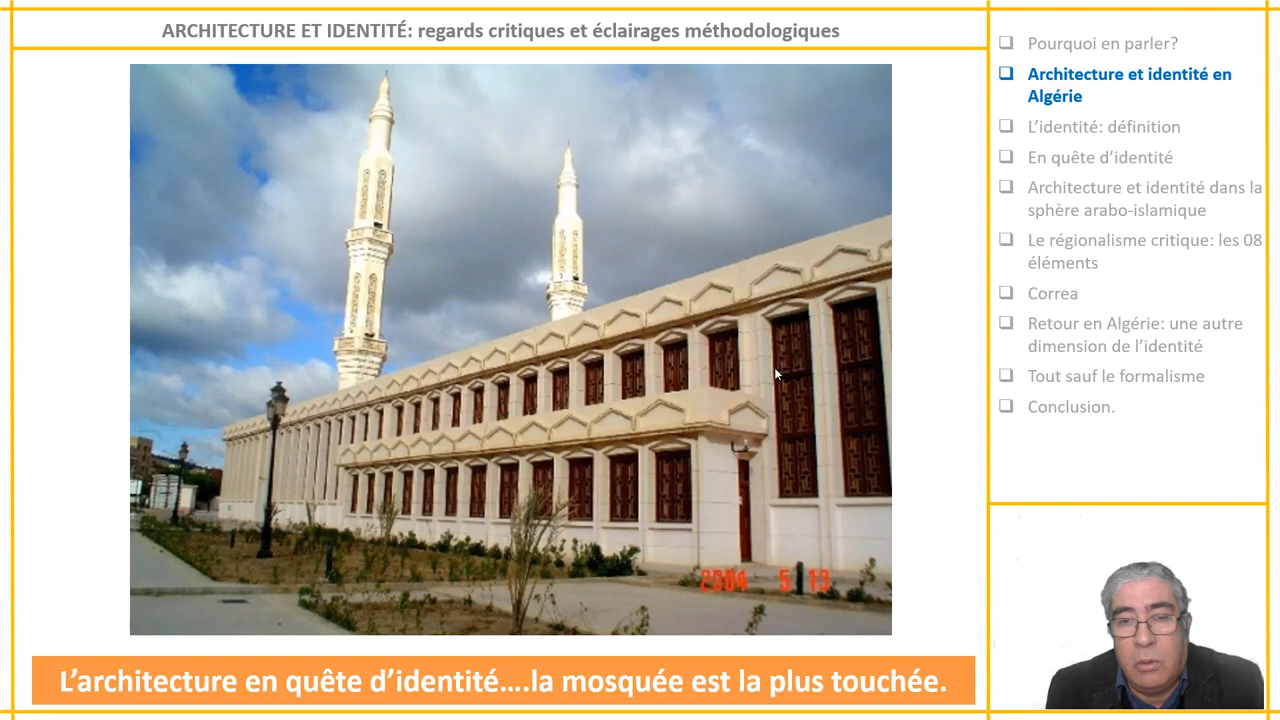 ARCHITECTURE ET IDENTITÉ: regards critiques et éclairages méthodologiques
2004 5 13
L'architecture en quête d'identité....la mosquée est la plus touchée.
Pourquoi en parler?
Architecture et identité en
Algérie
L'identité: définition
En quête d'identité
Architecture et identité dans la
sphère arabo-islamique
Le régionalisme critique: les 08
éléments
Correa
Retour en Algérie: une autre
dimension de l'identité
Tout sauf le formalisme
Conclusion.